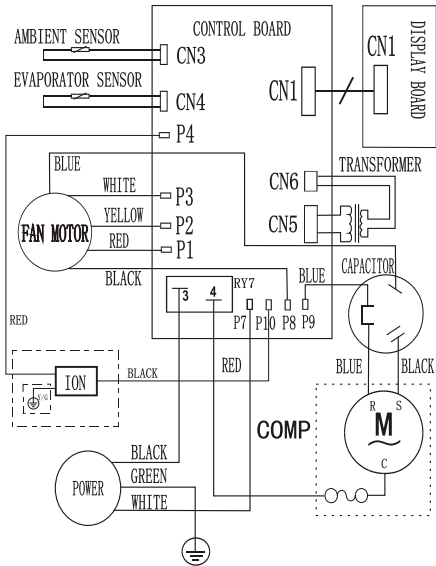 AMBIENT SENSOR
CONTROL BOARD
DISPLAY BOARD
CN3
CN1
CN1
EVAPORATOR SENSOR
CN4
P4
TRANSFORMER
BLUE
CN6
WHITE
P3
CN5
YELLOW
P2
FAN MOTOR
RED
P1
CAPACITOR
BLACK
BLUE
3
4
RY7
P7
P10
P8
P9
RED
RED
BLUE
BLACK
ION
BLACK
Y/G
R
S
M
COMP
C
BLACK
GREEN
POWER
WHITE